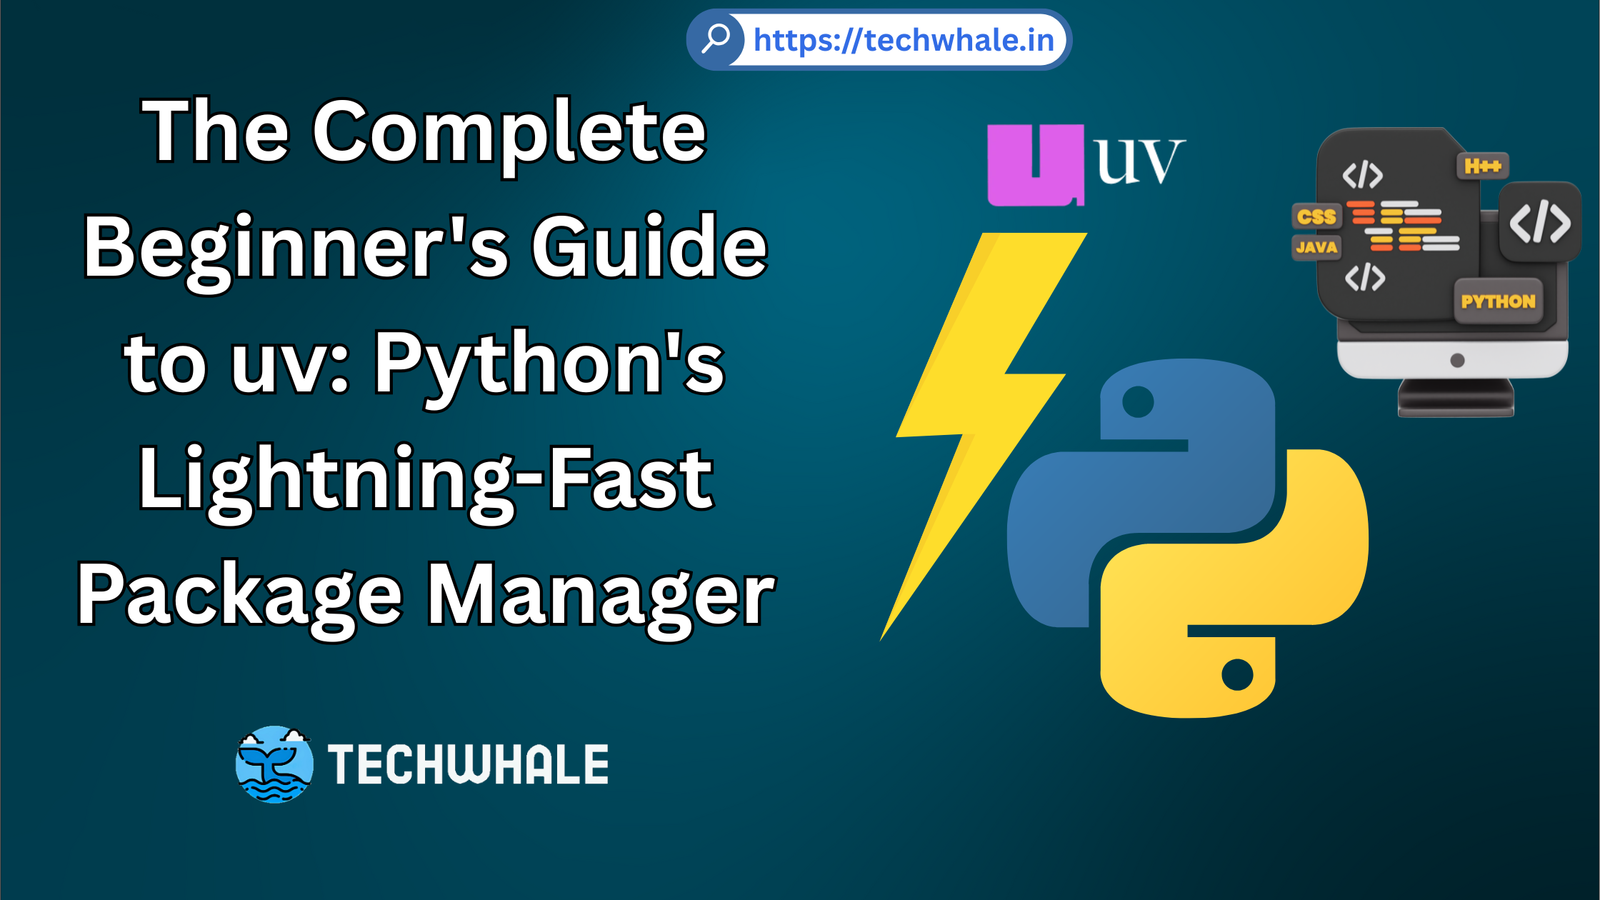 https://techwhale.in
The Complete
Beginner's Guide
to uv: Python's
Lightning-Fast
Package Manager
uv
</>
H++
CSS
JAVA
</>
</>
PYTHON
TECHWHALE